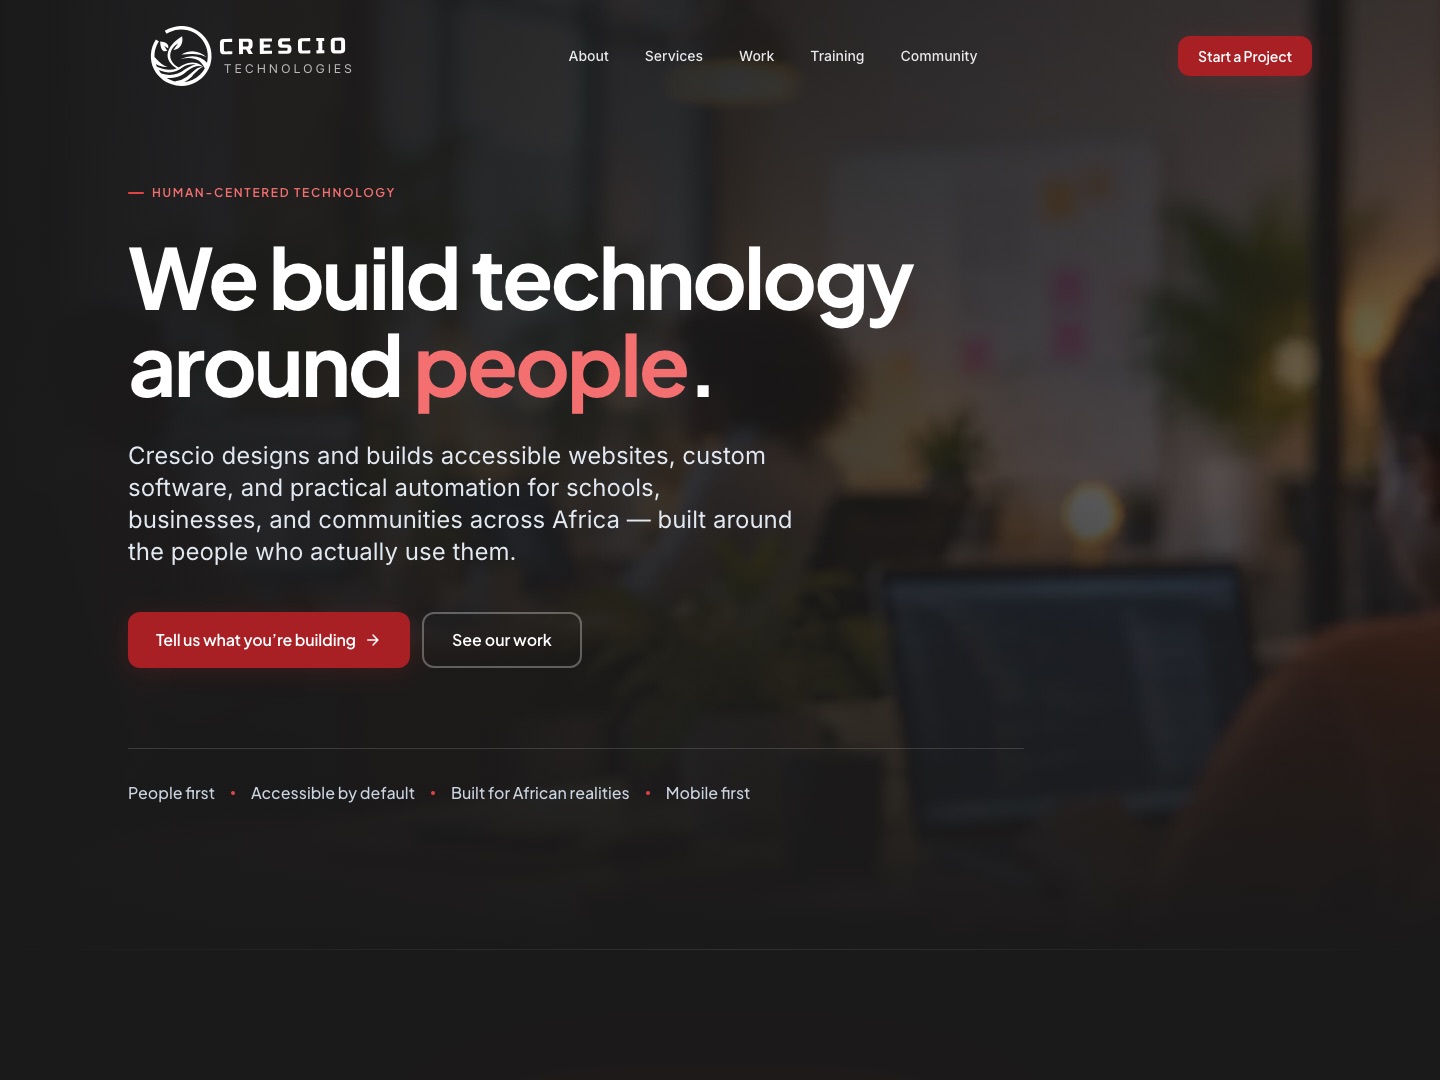 CRESCIO
TECHNOLOGIES
About
Services
Work
Training
Community
Start a Project
HUMAN-CENTERED TECHNOLOGY
We build technology
around people.
Crescio designs and builds accessible websites, custom
software, and practical automation for schools,
businesses, and communities across Africa — built around
the people who actually use them.
Tell us what you’re building →
See our work
People first • Accessible by default • Built for African realities • Mobile first